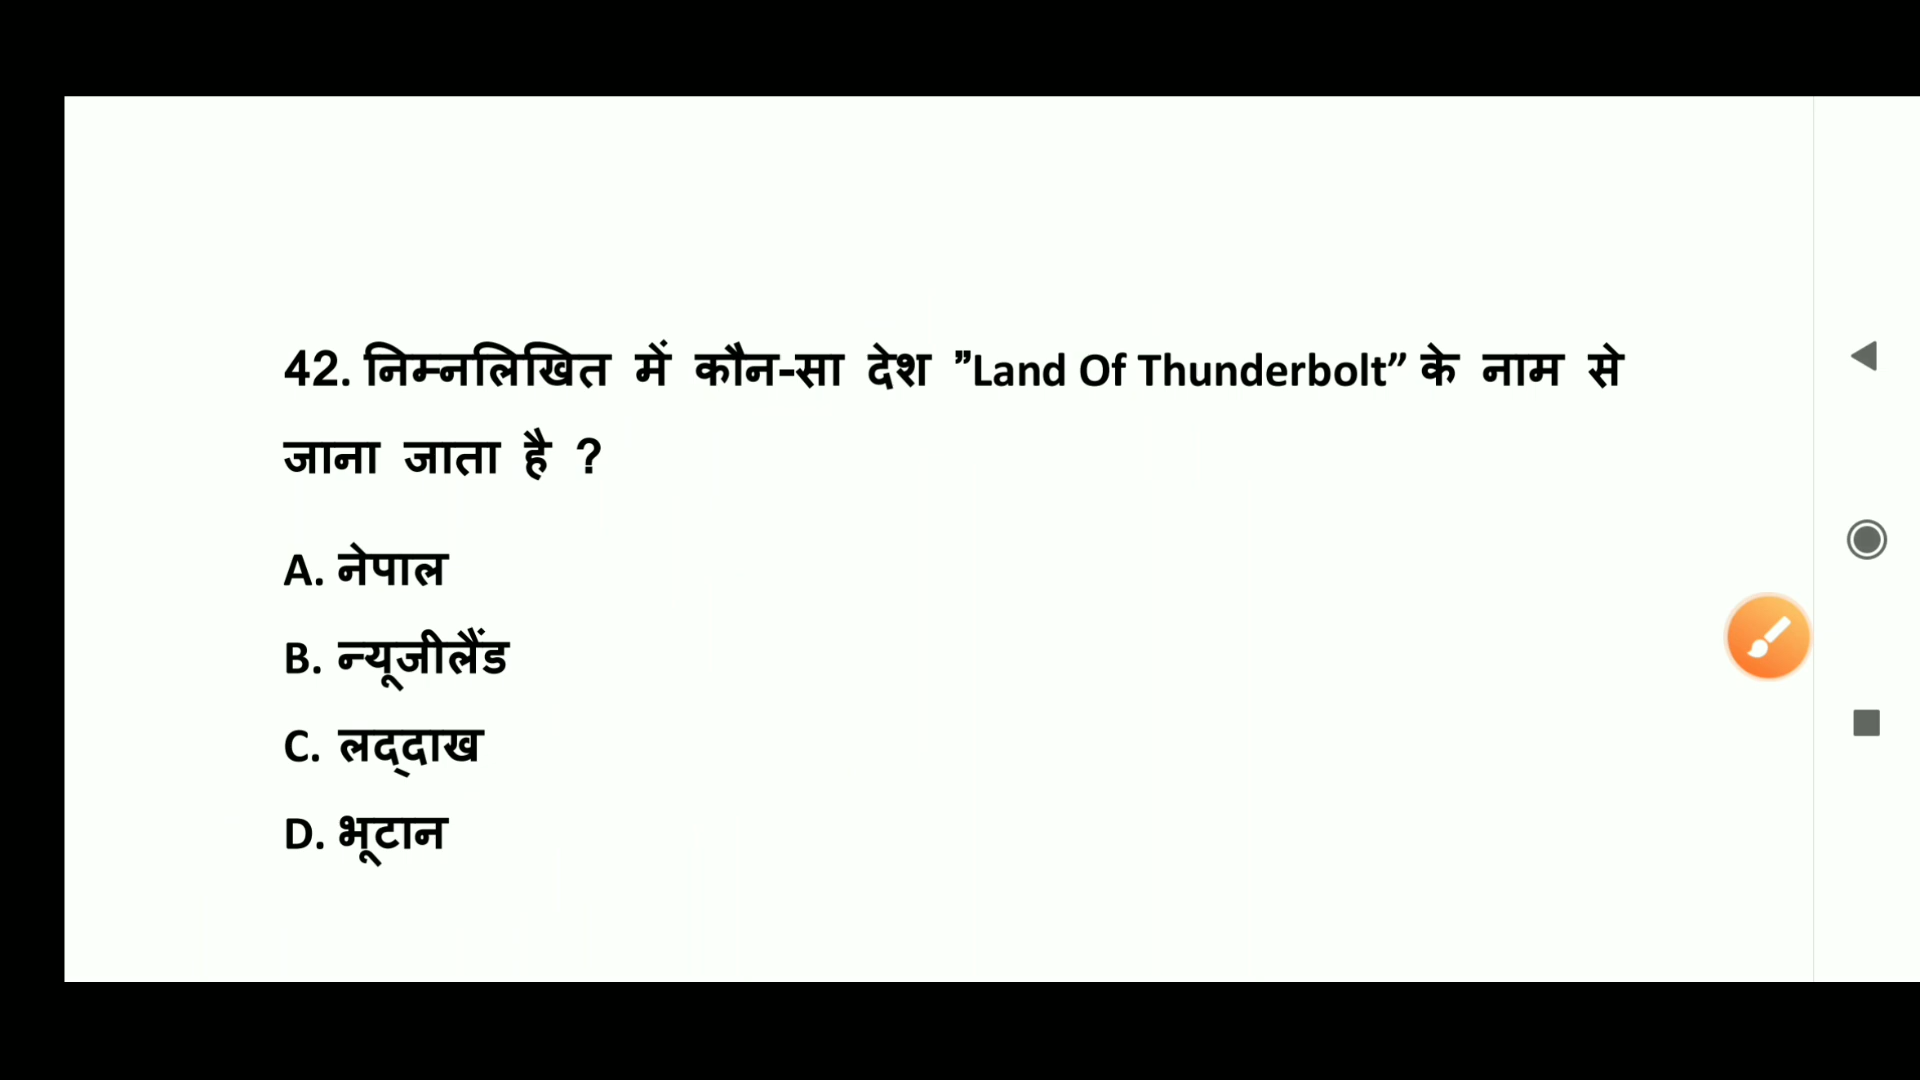 42. निम्नलिखित में कौन-सा देश ”Land Of Thunderbolt” के नाम से
जाना जाता है ?
A. नेपाल
B. न्यूजीलैंड
C. लद्दाख
D. भूटान